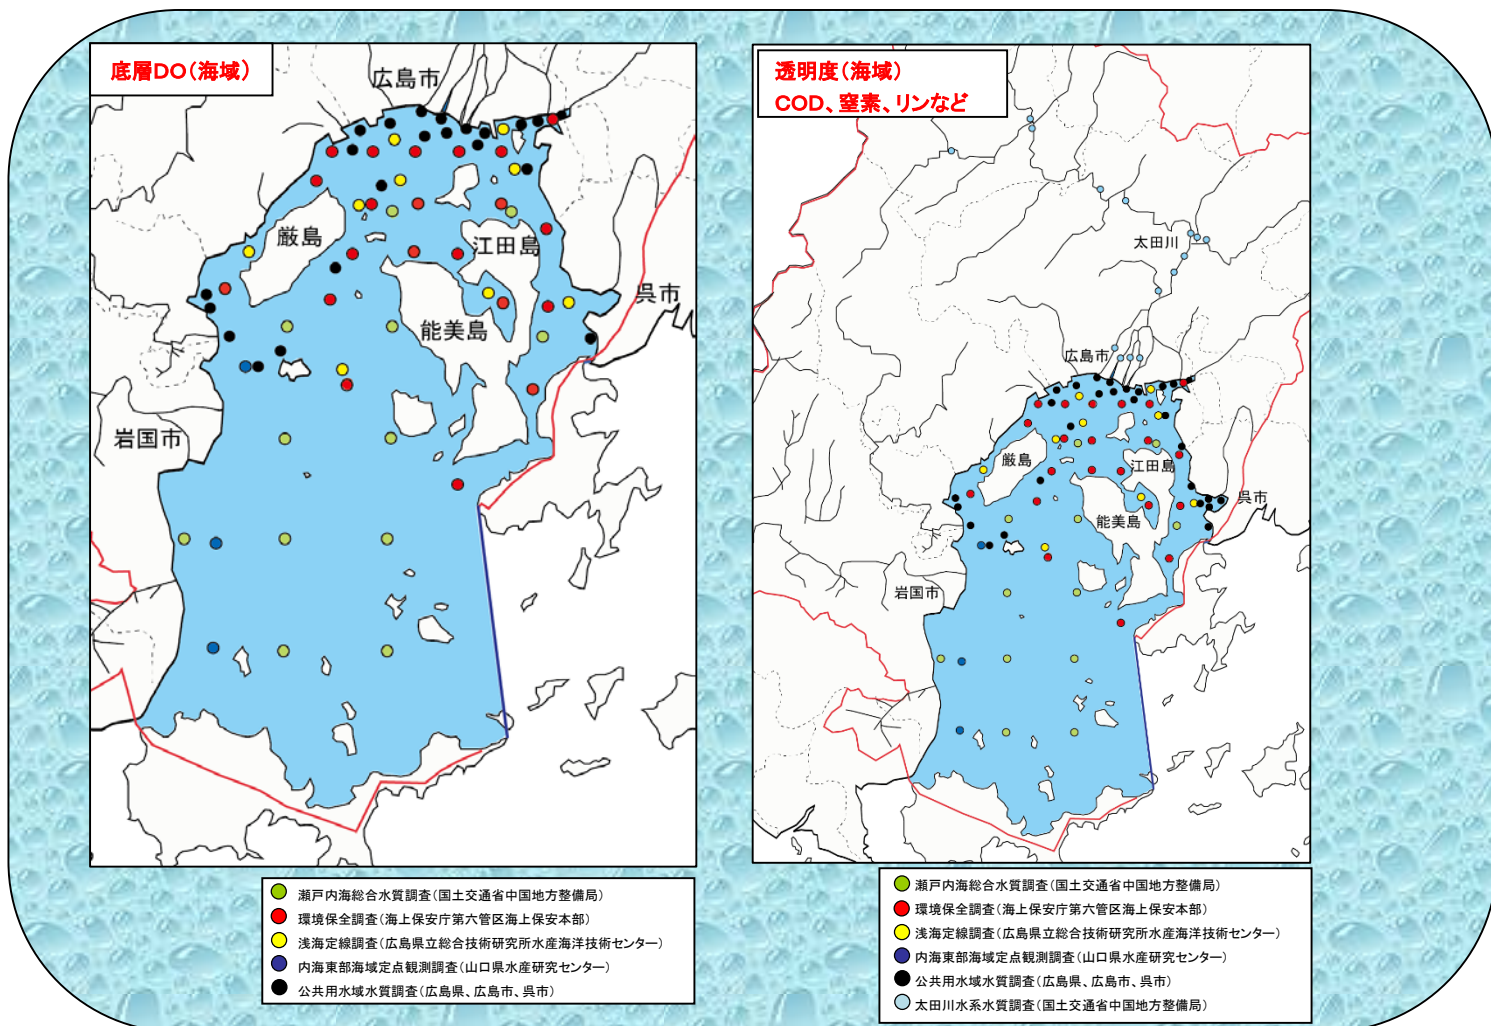 底層DO(海域)
広島市
厳島
江田島
呉市
能美島
岩国市
瀬戸内海総合水質調査(国土交通省中国地方整備局)
環境保全調査(海上保安庁第六管区海上保安本部)
浅海定線調査(広島県立総合技術研究所水産海洋技術センター)
内海東部海域定点観測調査(山口県水産研究センター)
公共用水域水質調査(広島県、広島市、呉市)
透明度(海域)
COD、窒素、リンなど
太田川
広島市
厳島
江田島
呉市
能美島
岩国市
瀬戸内海総合水質調査(国土交通省中国地方整備局)
環境保全調査(海上保安庁第六管区海上保安本部)
浅海定線調査(広島県立総合技術研究所水産海洋技術センター)
内海東部海域定点観測調査(山口県水産研究センター)
公共用水域水質調査(広島県、広島市、呉市)
太田川水系水質調査(国土交通省中国地方整備局)